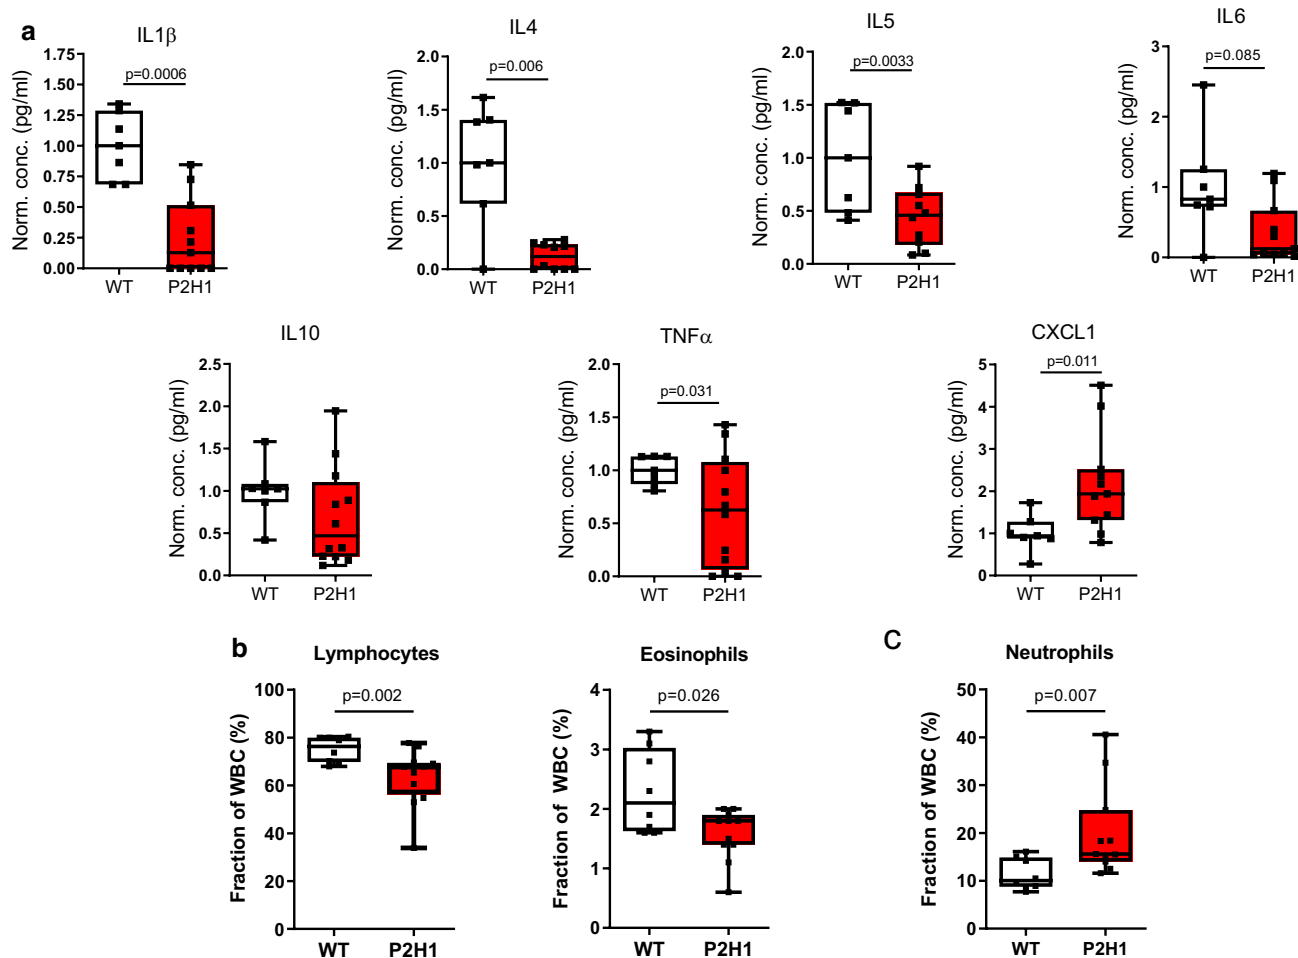 a
IL1β
Norm. conc. (pg/ml)
1.75
1.50
1.25
1.00
0.75
0.50
0.25
0.00
p=0.0006
WT P2H1
IL4
Norm. conc. (pg/ml)
2.0
1.5
1.0
0.5
0.0
p=0.006
WT P2H1
IL5
Norm. conc. (pg/ml)
2.0
1.5
1.0
0.5
0.0
p=0.0033
WT P2H1
IL6
Norm. conc. (pg/ml)
3
2
1
0
p=0.085
WT P2H1
IL10
Norm. conc. (pg/ml)
2.5
2.0
1.5
1.0
0.5
0.0
WT P2H1
TNFα
Norm. conc. (pg/ml)
2.0
1.5
1.0
0.5
0.0
p=0.031
WT P2H1
CXCL1
Norm. conc. (pg/ml)
5
4
3
2
1
0
p=0.011
WT P2H1
b
Lymphocytes
Fraction of WBC (%)
100
80
60
40
20
0
p=0.002
WT P2H1
Eosinophils
Fraction of WBC (%)
4
3
2
1
0
p=0.026
WT P2H1
C
Neutrophils
Fraction of WBC (%)
50
40
30
20
10
0
p=0.007
WT P2H1